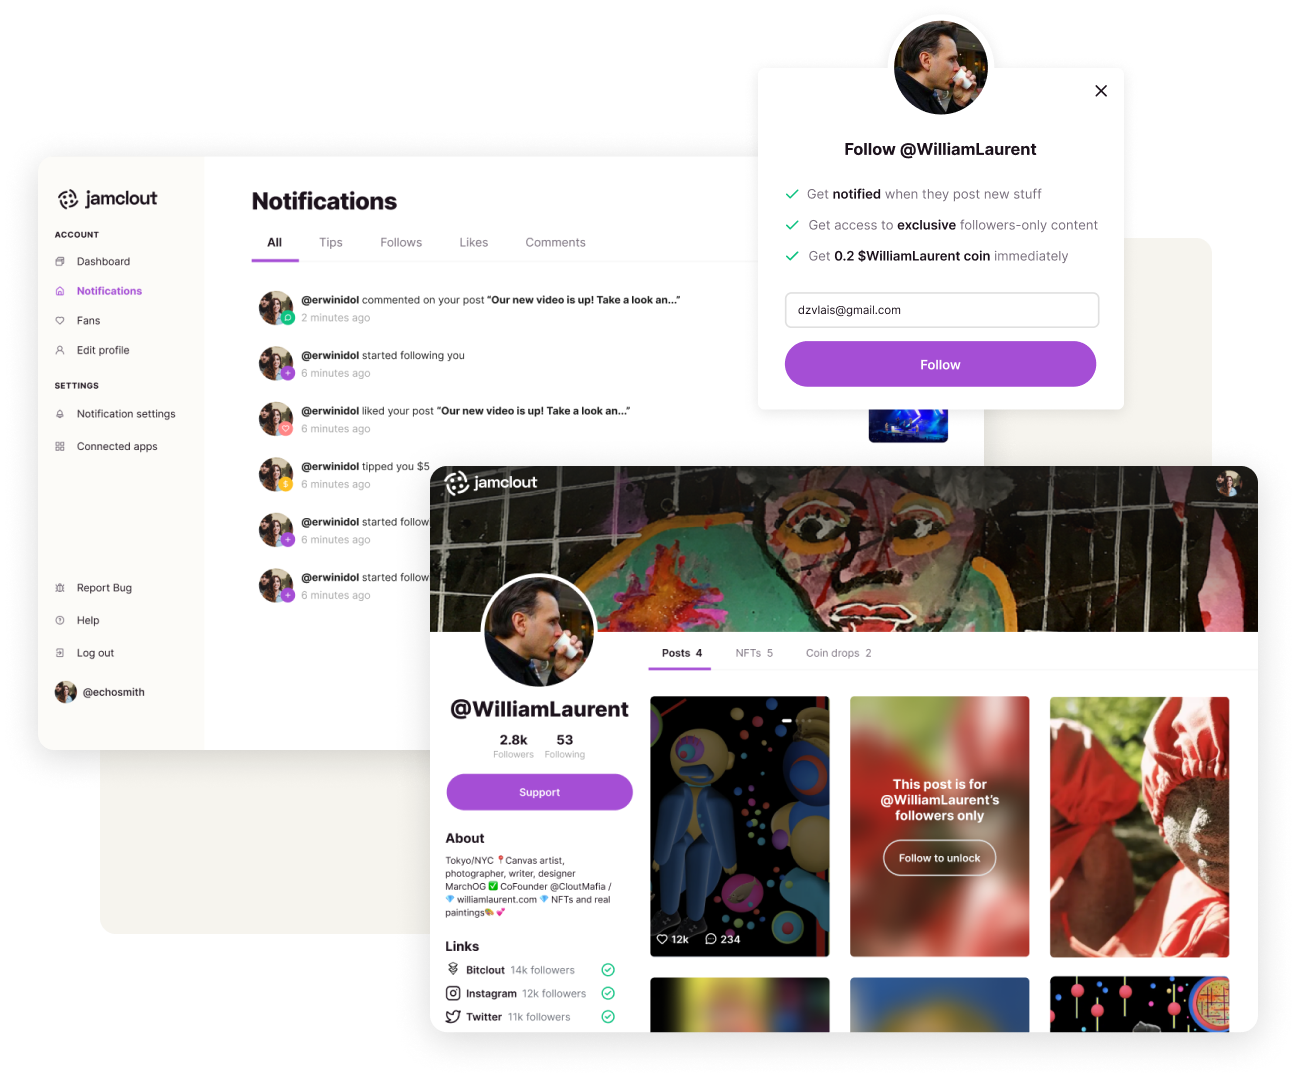 jamclout
ACCOUNT
Dashboard
Notifications
Fans
Edit profile
SETTINGS
Notification settings
Connected apps
Report Bug
Help
Log out
@echosmith
Notifications
All Tips Follows Likes Comments
@erwinidol commented on your post “Our new video is up! Take a look an...”
2 minutes ago
@erwinidol started following you
6 minutes ago
@erwinidol liked your post “Our new video is up! Take a look an...”
6 minutes ago
@erwinidol tipped you $5
6 minutes ago
@erwinidol started follow
6 minutes ago
@erwinidol started follow
6 minutes ago
Follow @WilliamLaurent
Get notified when they post new stuff
Get access to exclusive followers-only content
Get 0.2 $WilliamLaurent coin immediately
dzvlais@gmail.com
Follow
jamclout
@WilliamLaurent
2.8k 53
Followers Following
Support
About
Tokyo/NYC 📍Canvas artist,
photographer, writer, designer
MarchOG ✅ CoFounder @CloutMafia /
💎 williamlaurent.com 💎 NFTs and real
paintings🎨 💕
Links
Bitclout 14k followers
Instagram 12k followers
Twitter 11k followers
Posts 4 NFTs 5 Coin drops 2
12k 234
This post is for
@WilliamLaurent’s
followers only
Follow to unlock